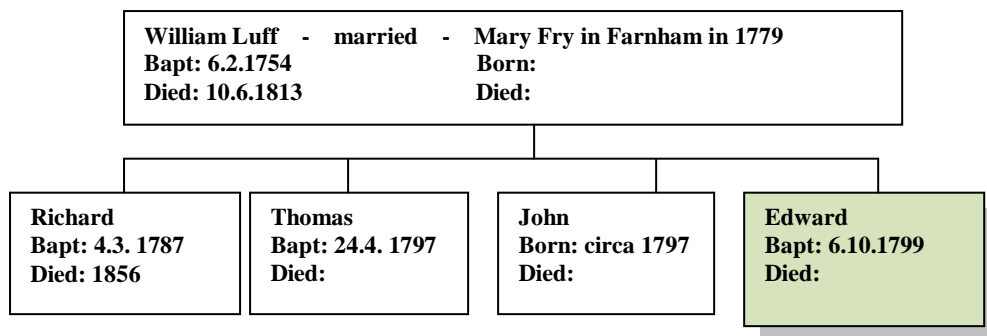 William Luff - married - Mary Fry in Farnham in 1779
Bapt: 6.2.1754 Born:
Died: 10.6.1813 Died:
Richard
Bapt: 4.3. 1787
Died: 1856
Thomas
Bapt: 24.4. 1797
Died:
John
Born: circa 1797
Died:
Edward
Bapt: 6.10.1799
Died: